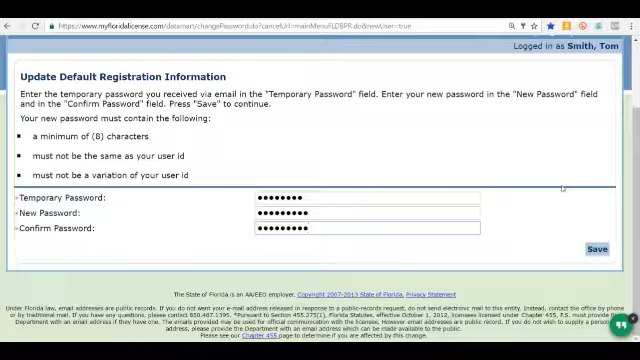 https://www.myfloridalicense.com/datamart/changePassword.do?cancelUrl=mainMenuFLDBPR.do&newUser=true
Logged in as Smith, Tom
Update Default Registration Information
Enter the temporary password you received via email in the "Temporary Password" field. Enter your new password in the "New Password" field
and in the "Confirm Password" field. Press "Save" to continue.
Your new password must contain the following:
a minimum of (8) characters
must not be the same as your user id
must not be a variation of your user id
*Temporary Password: ●●●●●●●●
*New Password: ●●●●●●●●●
*Confirm Password: ●●●●●●●●●
Save
The State of Florida is an AA/EEO employer. Copyright 2007-2013 State of Florida. Privacy Statement
Under Florida law, email addresses are public records. If you do not want your e-mail address released in response to a public-records request, do not send electronic mail to this entity. Instead, contact the office by phone
or by traditional mail. If you have any questions, please contact 850.487.1395. *Pursuant to Section 455.275(1), Florida Statutes, effective October 1, 2012, licensees licensed under Chapter 455, F.S. must provide the
Department with an email address if they have one. The emails provided may be used for official communication with the licensee. However email addresses are public record. If you do not wish to supply a personal
address, please provide the Department with an email address which can be made available to the public.
Please see our Chapter 455 page to determine if you are affected by this change.